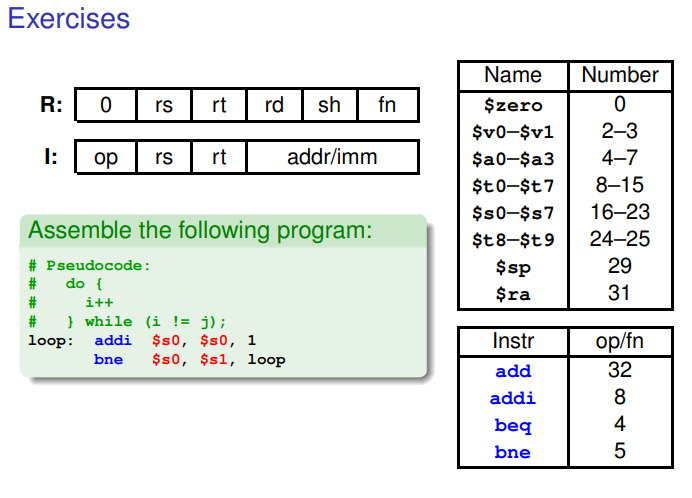 Exercises
R: 0 rs rt rd sh fn
I: op rs rt addr/imm
Assemble the following program:
# Pseudocode:
#   do {
#     i++
#   } while (i != j);
loop:  addi  $s0, $s0, 1
       bne   $s0, $s1, loop
Name Number
$zero 0
$v0–$v1 2–3
$a0–$a3 4–7
$t0–$t7 8–15
$s0–$s7 16–23
$t8–$t9 24–25
$sp 29
$ra 31
Instr op/fn
add 32
addi 8
beq 4
bne 5